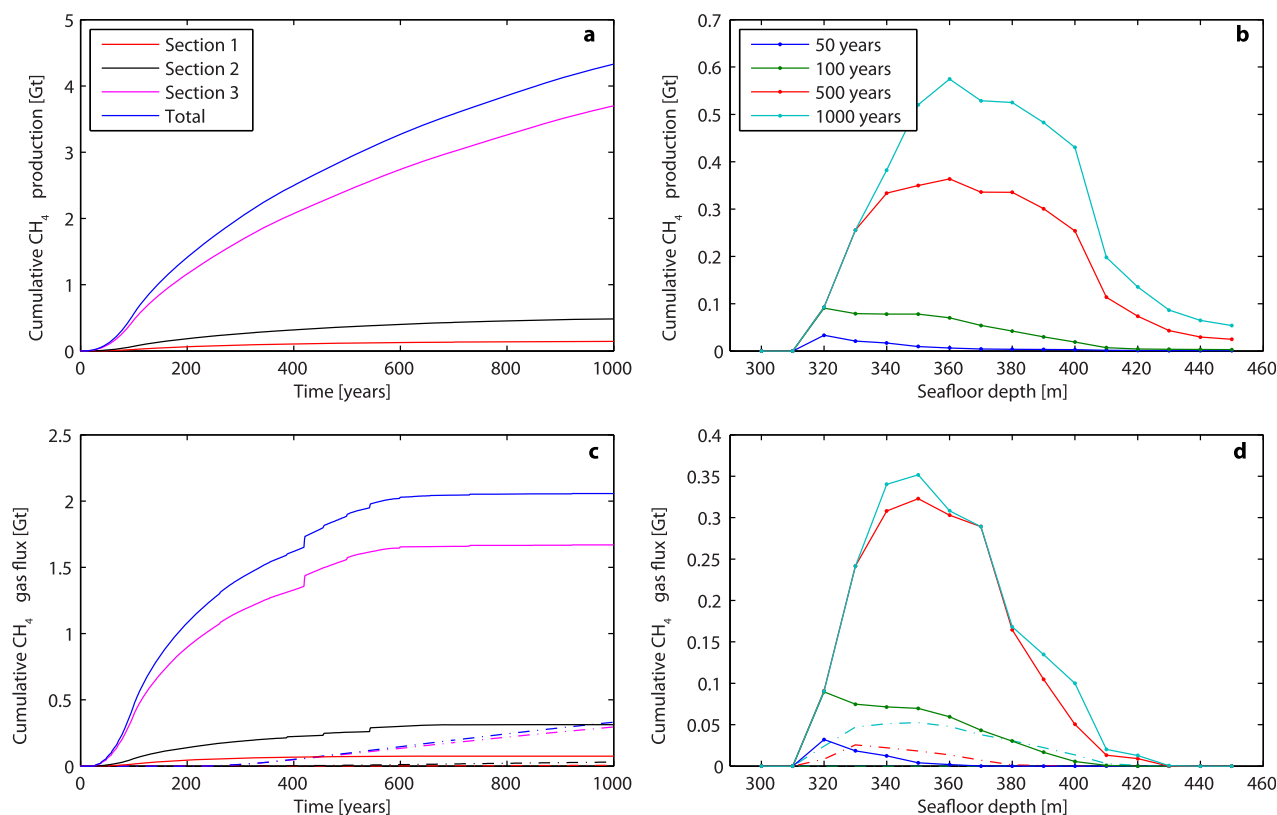 a
5
4
3
2
1
0
Section 1
Section 2
Section 3
Total
Cumulative CH4 production [Gt]
0 200 400 600 800 1000
Time [years]
b
0.7
0.6
0.5
0.4
0.3
0.2
0.1
0
50 years
100 years
500 years
1000 years
Cumulative CH4 production [Gt]
300 320 340 360 380 400 420 440 460
Seafloor depth [m]
c
2.5
2
1.5
1
0.5
0
Cumulative CH4 gas flux [Gt]
0 200 400 600 800 1000
Time [years]
d
0.4
0.35
0.3
0.25
0.2
0.15
0.1
0.05
0
Cumulative CH4 gas flux [Gt]
300 320 340 360 380 400 420 440 460
Seafloor depth [m]